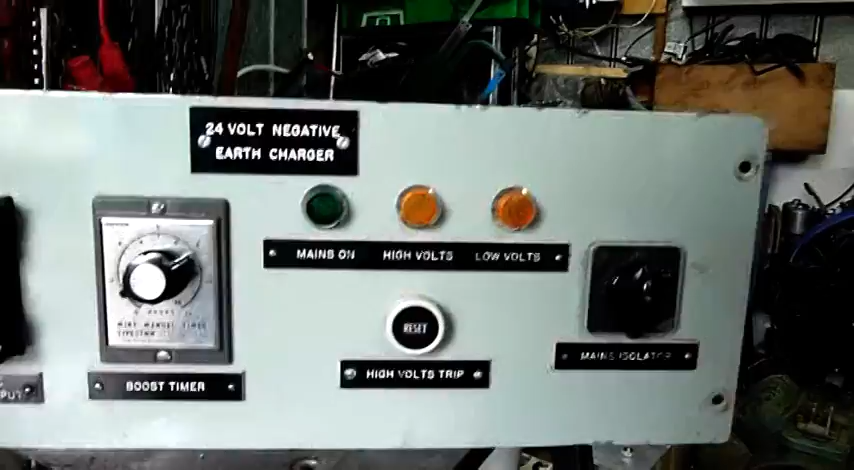 24 VOLT NEGATIVE
EARTH CHARGER
MAINS ON
HIGH VOLTS
LOW VOLTS
RESET
HIGH VOLTS TRIP
MAINS ISOLATOR
BOOST TIMER